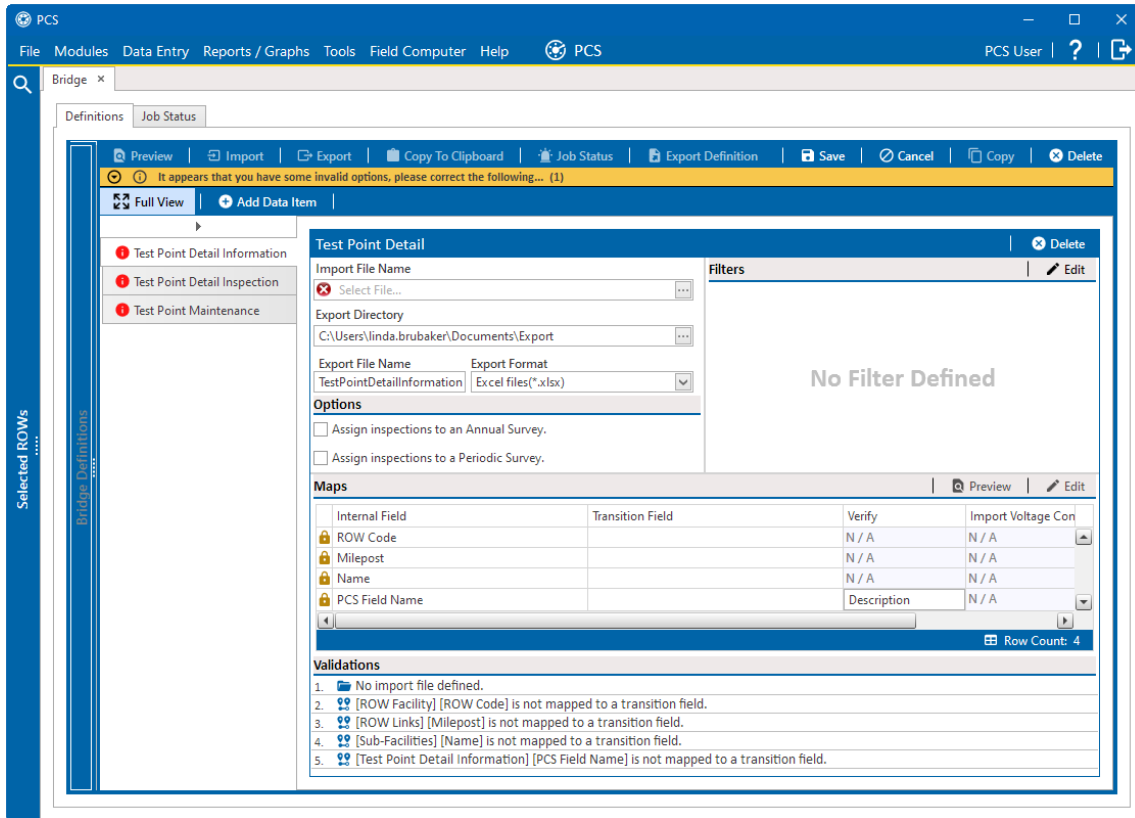 PCS
File Modules Data Entry Reports / Graphs Tools Field Computer Help PCS PCS User ?
Bridge ×
Definitions Job Status
Selected ROWs
Bridge Definitions
Preview Import Export Copy To Clipboard Job Status Export Definition Save Cancel Copy Delete
It appears that you have some invalid options, please correct the following... (1)
Full View Add Data Item
Test Point Detail Information
Test Point Detail Inspection
Test Point Maintenance
Test Point Detail Delete
Import File Name
Select File... ...
Export Directory
C:\Users\linda.brubaker\Documents\Export ...
Export File Name Export Format
TestPointDetailInformation Excel files(*.xlsx)
Options
Assign inspections to an Annual Survey.
Assign inspections to a Periodic Survey.
Filters Edit
No Filter Defined
Maps Preview Edit
Internal Field Transition Field Verify Import Voltage Con
ROW Code N / A N / A
Milepost N / A N / A
Name N / A N / A
PCS Field Name Description N / A
Row Count: 4
Validations
1. No import file defined.
2. [ROW Facility] [ROW Code] is not mapped to a transition field.
3. [ROW Links] [Milepost] is not mapped to a transition field.
4. [Sub-Facilities] [Name] is not mapped to a transition field.
5. [Test Point Detail Information] [PCS Field Name] is not mapped to a transition field.